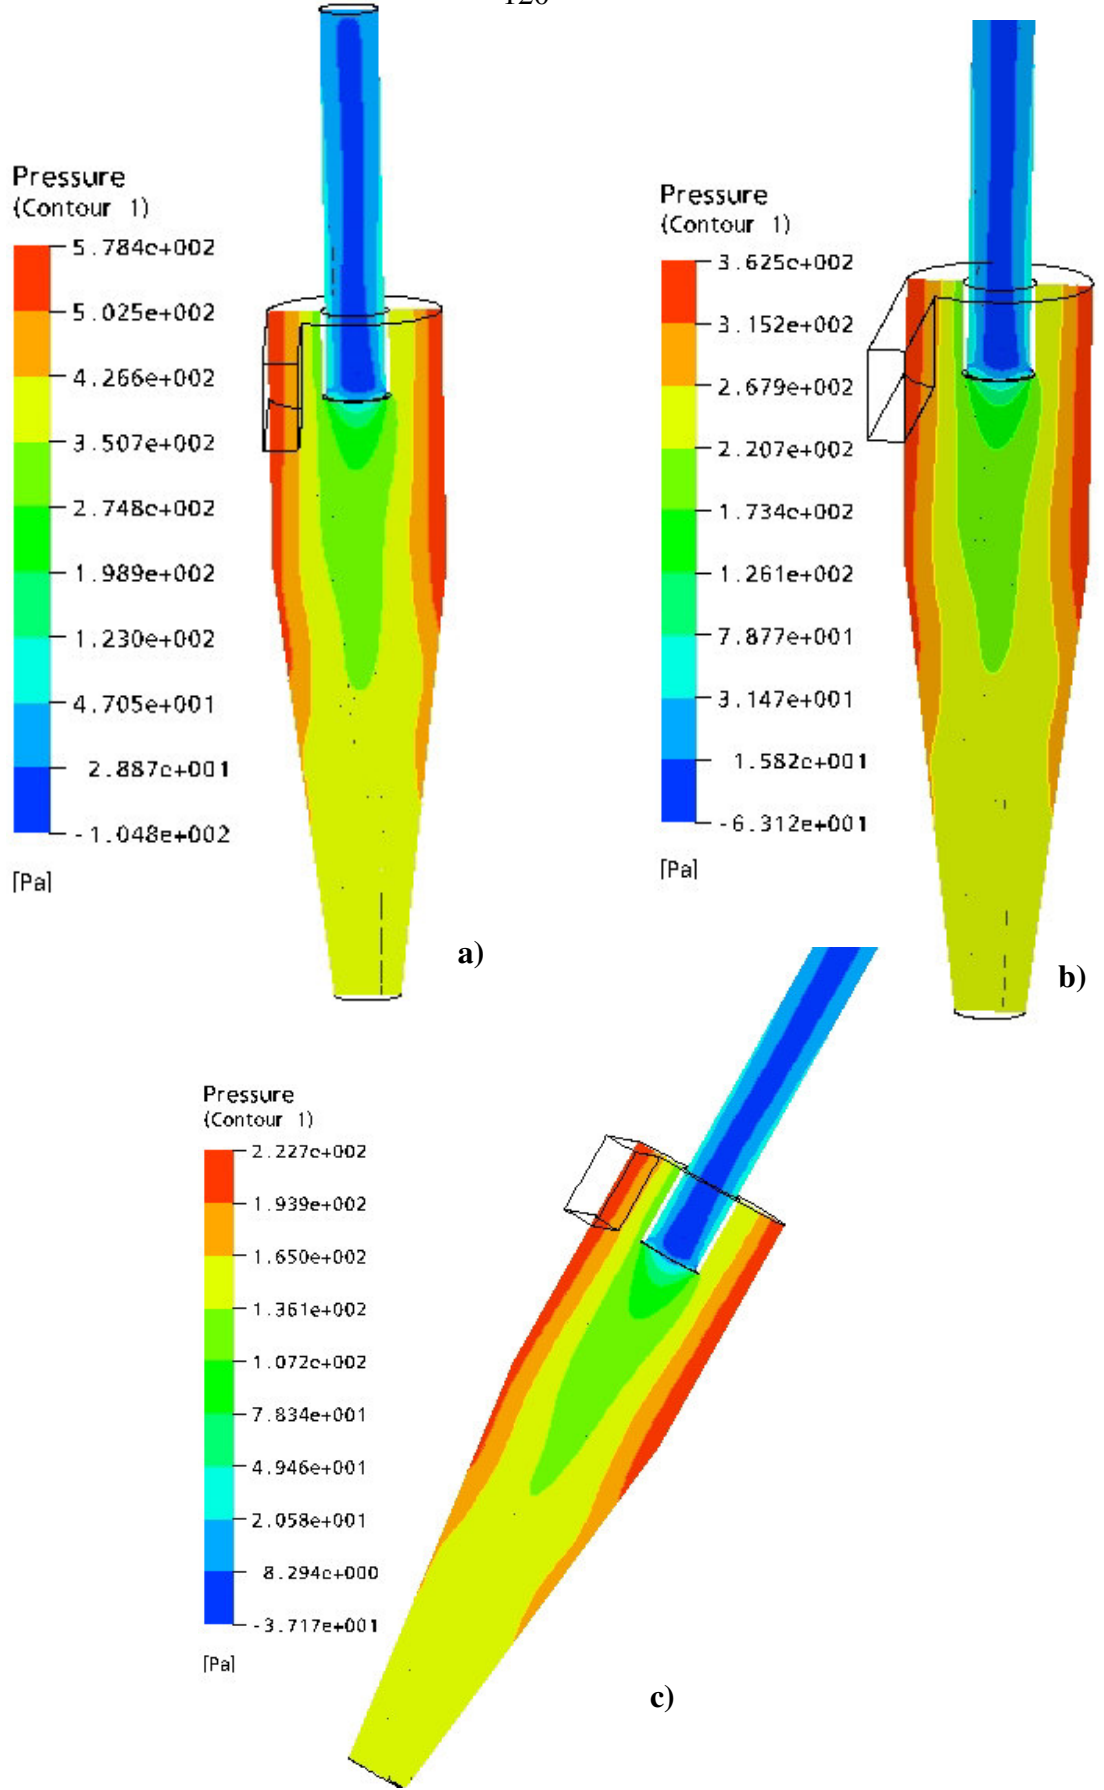 Pressure
(Contour 1)
5.784e+002
5.025e+002
4.266e+002
3.507e+002
2.748e+002
1.989e+002
1.230e+002
4.705e+001
2.887e+001
-1.048e+002
[Pa]
a)
Pressure
(Contour 1)
3.625e+002
3.152e+002
2.679e+002
2.207e+002
1.734e+002
1.261e+002
7.877e+001
3.147e+001
1.582e+001
-6.312e+001
[Pa]
b)
Pressure
(Contour 1)
2.227e+002
1.939e+002
1.650e+002
1.361e+002
1.072e+002
7.834e+001
4.946e+001
2.058e+001
8.294e+000
-3.717e+001
[Pa]
c)